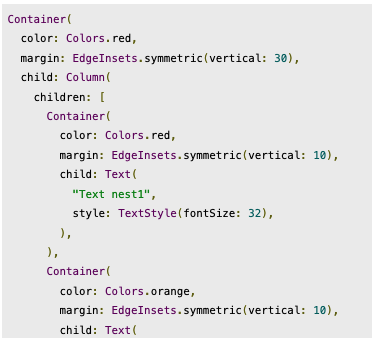 Container(
  color: Colors.red,
  margin: EdgeInsets.symmetric(vertical: 30),
  child: Column(
    children: [
      Container(
        color: Colors.red,
        margin: EdgeInsets.symmetric(vertical: 10),
        child: Text(
          "Text nest1",
          style: TextStyle(fontSize: 32),
        ),
      ),
      Container(
        color: Colors.orange,
        margin: EdgeInsets.symmetric(vertical: 10),
        child: Text(